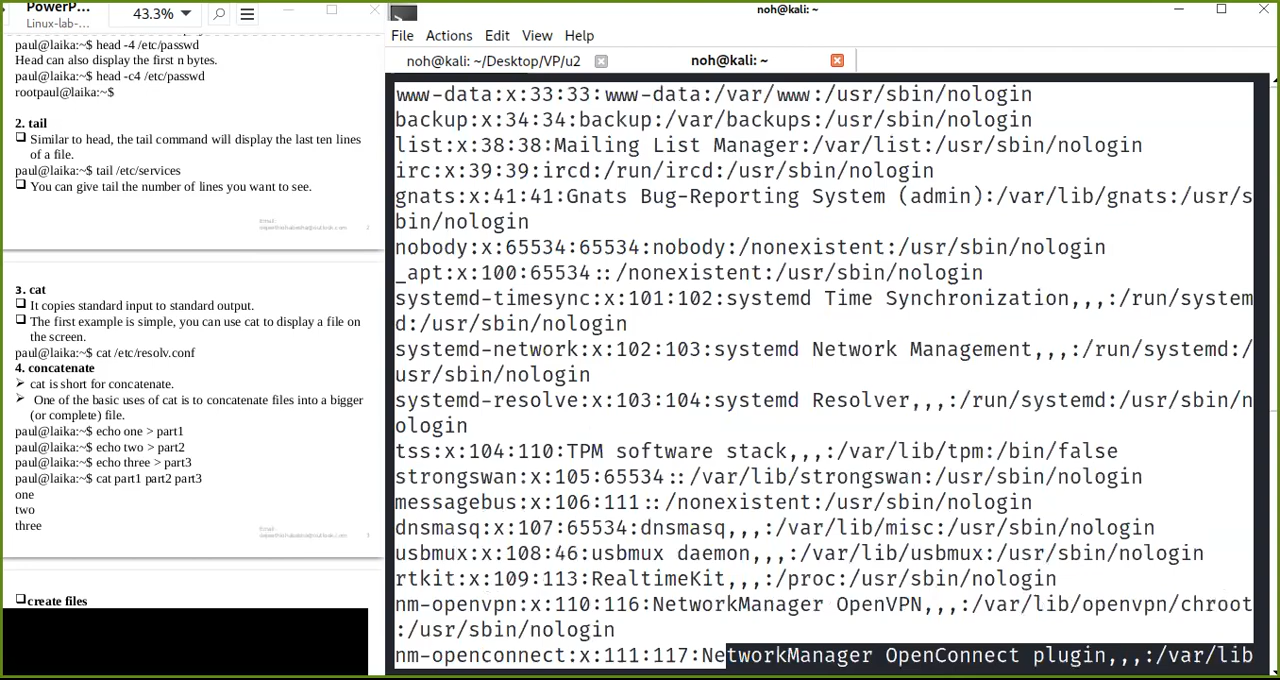 PowerP...
Linux-lab-...
43.3%
paul@laika:~$ head -4 /etc/passwd
Head can also display the first n bytes.
paul@laika:~$ head -c4 /etc/passwd
rootpaul@laika:~$
2. tail
Similar to head, the tail command will display the last ten lines
of a file.
paul@laika:~$ tail /etc/services
You can give tail the number of lines you want to see.
Email:
2
3. cat
It copies standard input to standard output.
The first example is simple, you can use cat to display a file on
the screen.
paul@laika:~$ cat /etc/resolv.conf
4. concatenate
cat is short for concatenate.
One of the basic uses of cat is to concatenate files into a bigger
(or complete) file.
paul@laika:~$ echo one > part1
paul@laika:~$ echo two > part2
paul@laika:~$ echo three > part3
paul@laika:~$ cat part1 part2 part3
one
two
three
Email:
3
create files
noh@kali: ~
File Actions Edit View Help
noh@kali: ~/Desktop/VP/u2
noh@kali: ~
www-data:x:33:33:www-data:/var/www:/usr/sbin/nologin
backup:x:34:34:backup:/var/backups:/usr/sbin/nologin
list:x:38:38:Mailing List Manager:/var/list:/usr/sbin/nologin
irc:x:39:39:ircd:/run/ircd:/usr/sbin/nologin
gnats:x:41:41:Gnats Bug-Reporting System (admin):/var/lib/gnats:/usr/s
bin/nologin
nobody:x:65534:65534:nobody:/nonexistent:/usr/sbin/nologin
_apt:x:100:65534::/nonexistent:/usr/sbin/nologin
systemd-timesync:x:101:102:systemd Time Synchronization,,,:/run/system
d:/usr/sbin/nologin
systemd-network:x:102:103:systemd Network Management,,,:/run/systemd:/
usr/sbin/nologin
systemd-resolve:x:103:104:systemd Resolver,,,:/run/systemd:/usr/sbin/n
ologin
tss:x:104:110:TPM software stack,,,:/var/lib/tpm:/bin/false
strongswan:x:105:65534::/var/lib/strongswan:/usr/sbin/nologin
messagebus:x:106:111::/nonexistent:/usr/sbin/nologin
dnsmasq:x:107:65534:dnsmasq,,,:/var/lib/misc:/usr/sbin/nologin
usbmux:x:108:46:usbmux daemon,,,:/var/lib/usbmux:/usr/sbin/nologin
rtkit:x:109:113:RealtimeKit,,,:/proc:/usr/sbin/nologin
nm-openvpn:x:110:116:NetworkManager OpenVPN,,,:/var/lib/openvpn/chroot
:/usr/sbin/nologin
nm-openconnect:x:111:117:NetworkManager OpenConnect plugin,,,:/var/lib